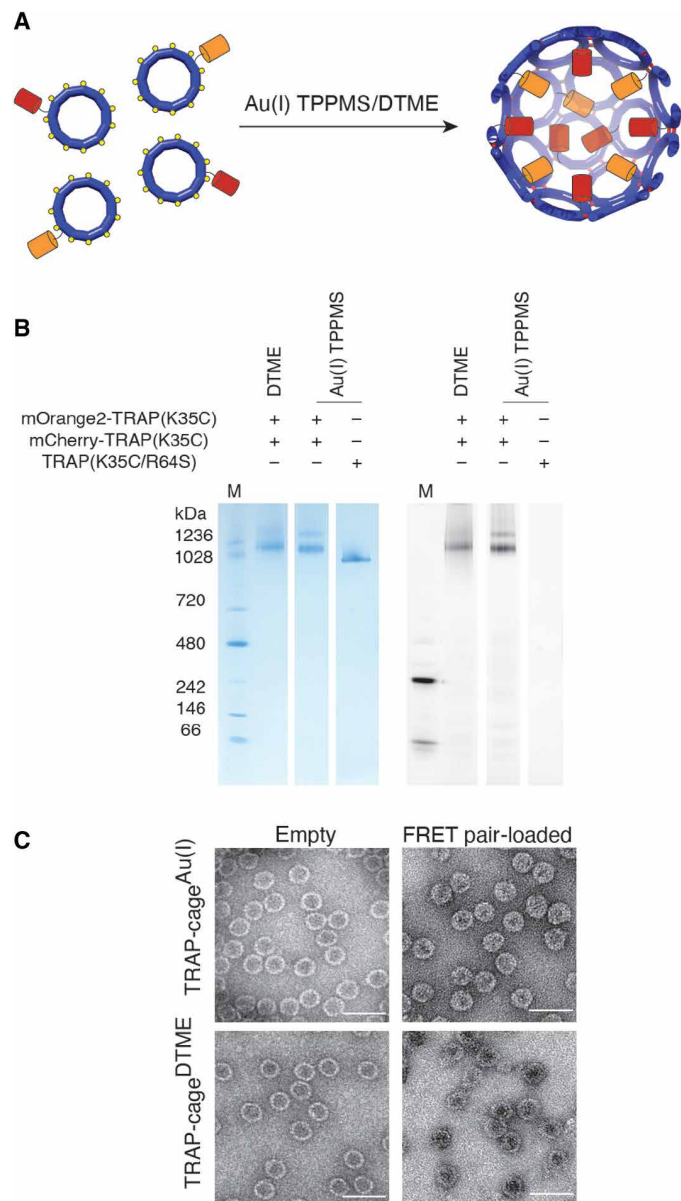 A
Au(I) TPPMS/DTME
B
DTME
Au(I) TPPMS
DTME
Au(I) TPPMS
mOrange2-TRAP(K35C) + + – + + –
mCherry-TRAP(K35C) + + – + + –
TRAP(K35C/R64S) – – + – – +
M M
kDa
1236
1028
720
480
242
146
66
C
Empty FRET pair-loaded
TRAP-cage^Au(I)
TRAP-cage^DTME